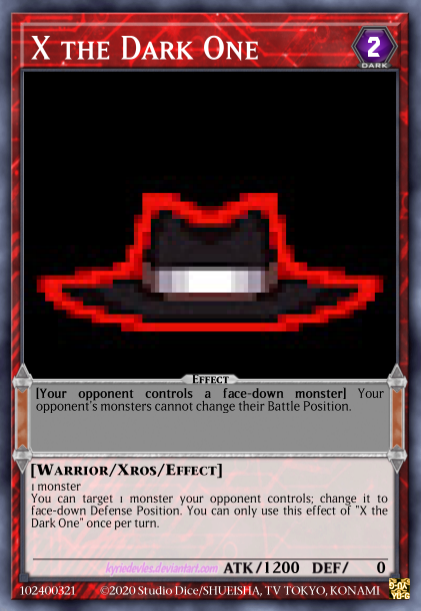 X the Dark One
2
DARK
Effect
[Your opponent controls a face-down monster] Your
opponent's monsters cannot change their Battle Position.
[Warrior/Xros/Effect]
1 monster
You can target 1 monster your opponent controls; change it to
face-down Defense Position. You can only use this effect of "X
the Dark One" once per turn.
kyriedevles.deviantart.com ATK/1200 DEF/ 0
102400321 ©2020 Studio Dice/SHUEISHA, TV TOKYO, KONAMI